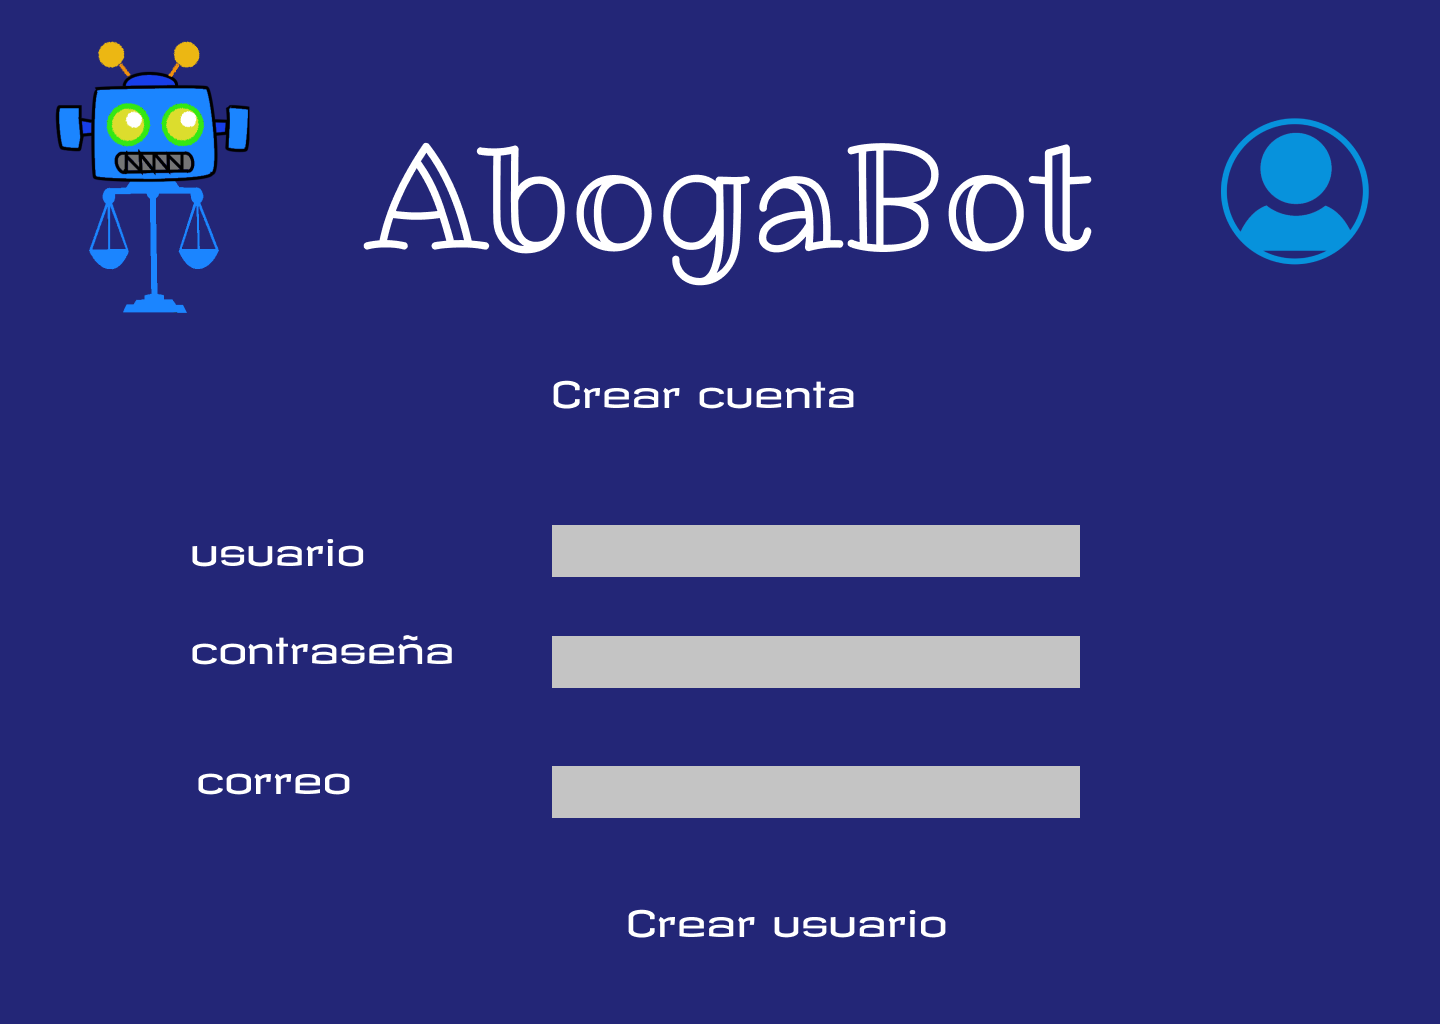 AbogaBot
Crear cuenta
usuario
contraseña
correo
Crear usuario